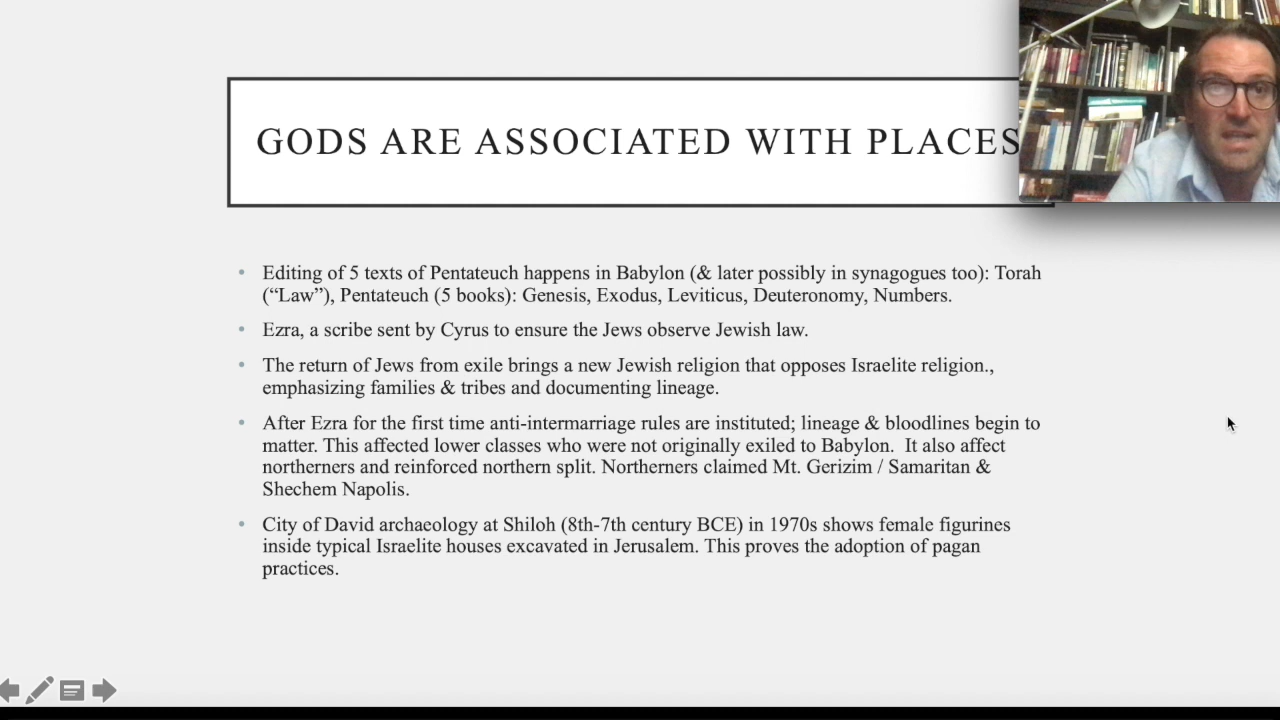 GODS ARE ASSOCIATED WITH PLACES
• Editing of 5 texts of Pentateuch happens in Babylon (& later possibly in synagogues too): Torah
(“Law”), Pentateuch (5 books): Genesis, Exodus, Leviticus, Deuteronomy, Numbers.
• Ezra, a scribe sent by Cyrus to ensure the Jews observe Jewish law.
• The return of Jews from exile brings a new Jewish religion that opposes Israelite religion.,
emphasizing families & tribes and documenting lineage.
• After Ezra for the first time anti-intermarriage rules are instituted; lineage & bloodlines begin to
matter. This affected lower classes who were not originally exiled to Babylon.  It also affect
northerners and reinforced northern split. Northerners claimed Mt. Gerizim / Samaritan &
Shechem Napolis.
• City of David archaeology at Shiloh (8th-7th century BCE) in 1970s shows female figurines
inside typical Israelite houses excavated in Jerusalem. This proves the adoption of pagan
practices.